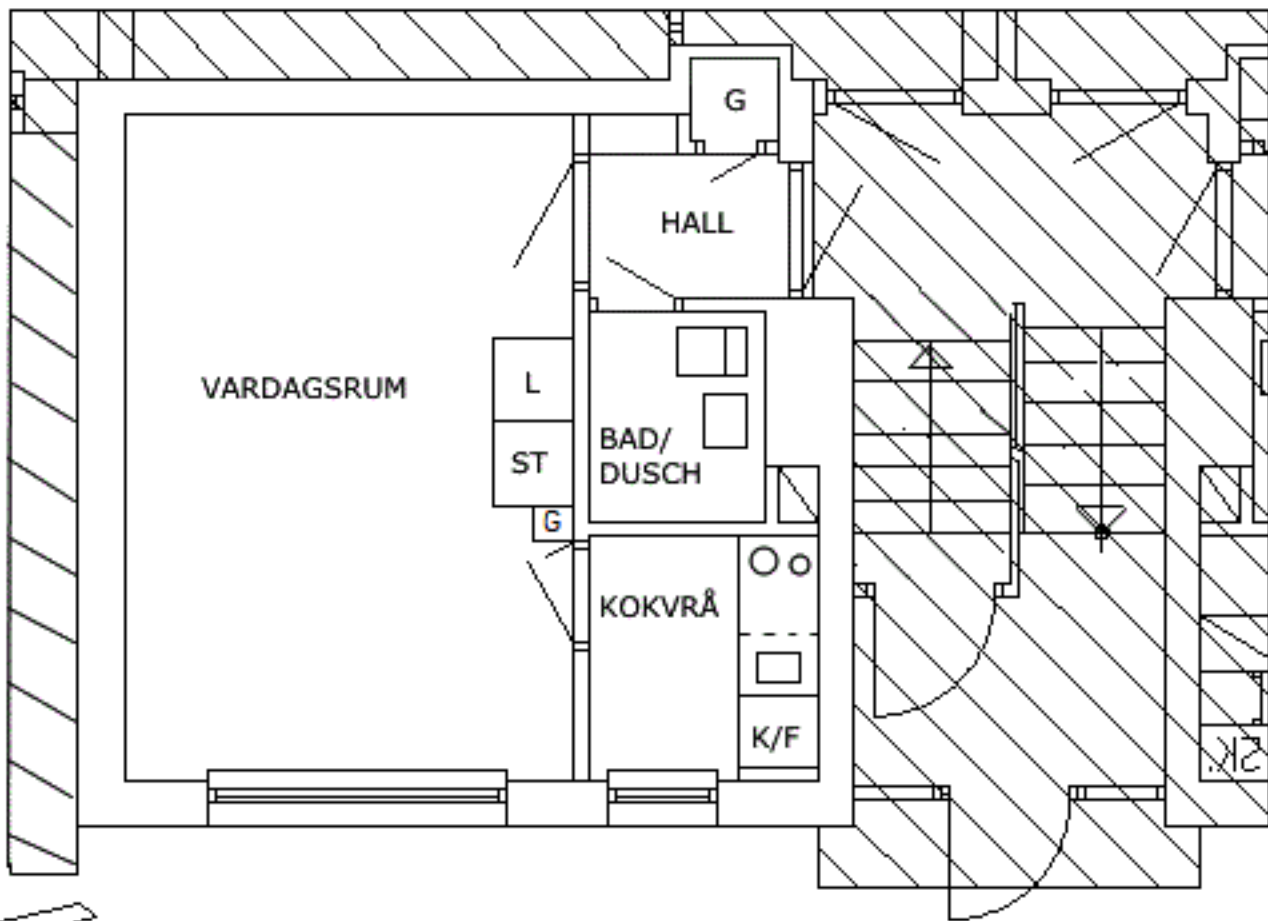 G
HALL
VARDAGSRUM
L
ST
G
BAD/
DUSCH
KOKVRÅ
K/F